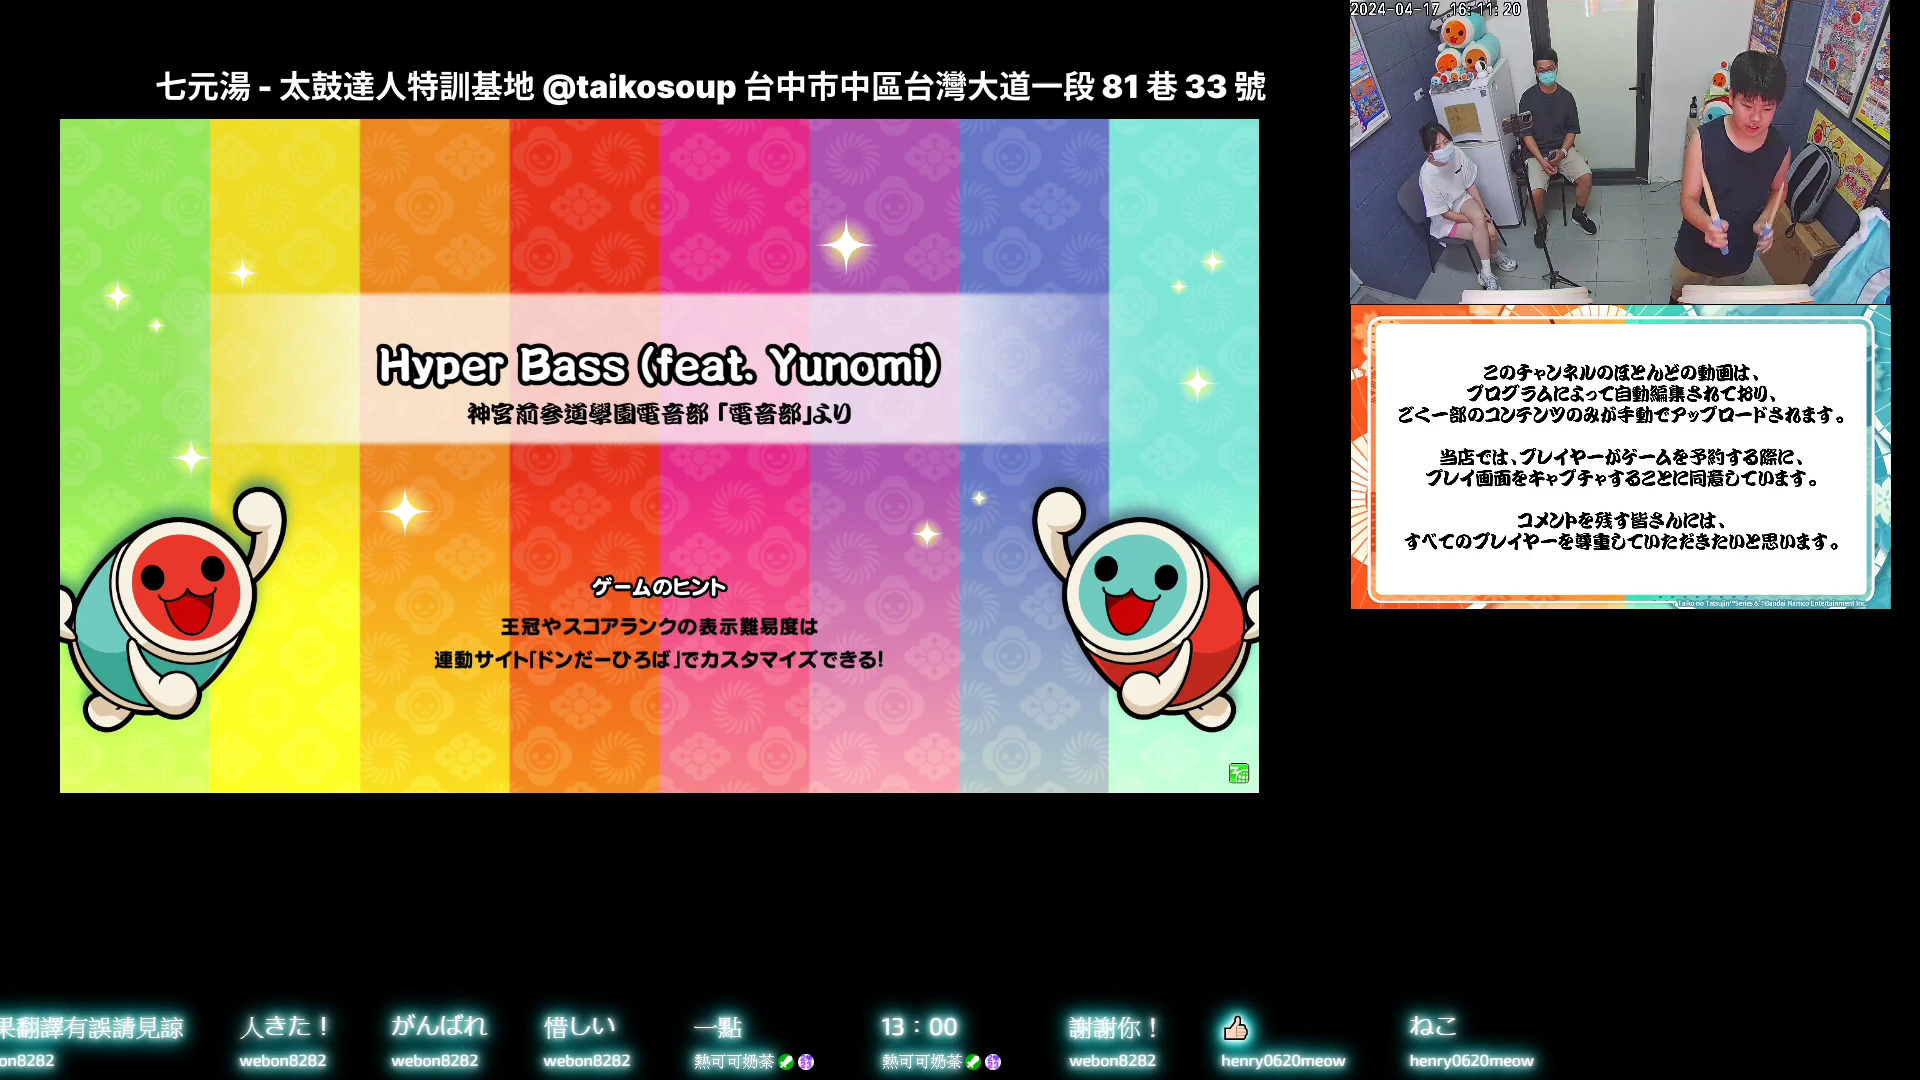 七元湯 - 太鼓達人特訓基地 @taikosoup 台中市中區台灣大道一段 81 巷 33 號
2024-04-17 16:11:20
Hyper Bass (feat. Yunomi)
神宮前参道學園電音部「電音部」より
ゲームのヒント
王冠やスコアランクの表示難易度は
連動サイト「ドンだーひろば」でカスタマイズできる!
このチャンネルのほとんどの動画は、
プログラムによって自動編集されており、
ごく一部のコンテンツのみが手動でアップロードされます。
当店では、プレイヤーがゲームを予約する際に、
プレイ画面をキャプチャすることに同意しています。
コメントを残す皆さんには、
すべてのプレイヤーを尊重していただきたいと思います。
Taiko no Tatsujin™Series & ©Bandai Namco Entertainment Inc.
果翻譯有誤請見諒
on8282
人きた！
webon8282
がんばれ
webon8282
惜しい
webon8282
一點
熱可可奶茶
13：00
熱可可奶茶
謝謝你！
webon8282
henry0620meow
ねこ
henry0620meow